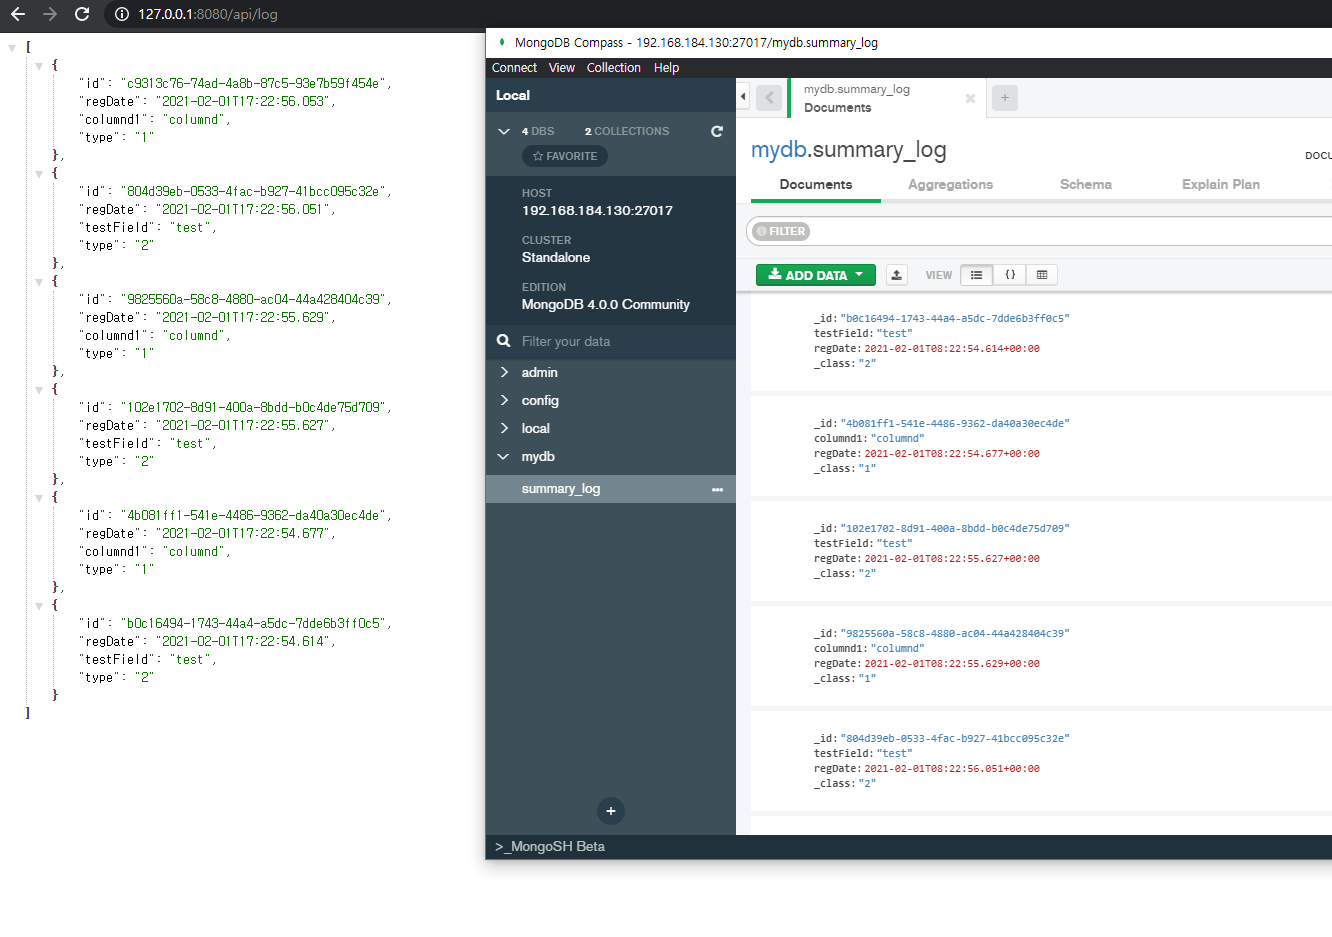 127.0.0.1:8080/api/log
[
{
"id": "c9313c76-74ad-4a8b-87c5-93e7b59f454e",
"regDate": "2021-02-01T17:22:56.053",
"columnd1": "columnd",
"type": "1"
},
{
"id": "804d39eb-0533-4fac-b927-41bcc095c32e",
"regDate": "2021-02-01T17:22:56.051",
"testField": "test",
"type": "2"
},
{
"id": "9825560a-58c8-4880-ac04-44a428404c39",
"regDate": "2021-02-01T17:22:55.629",
"columnd1": "columnd",
"type": "1"
},
{
"id": "102e1702-8d91-400a-8bdd-b0c4de75d709",
"regDate": "2021-02-01T17:22:55.627",
"testField": "test",
"type": "2"
},
{
"id": "4b081ff1-541e-4486-9362-da40a30ec4de",
"regDate": "2021-02-01T17:22:54.677",
"columnd1": "columnd",
"type": "1"
},
{
"id": "b0c16494-1743-44a4-a5dc-7dde6b3ff0c5",
"regDate": "2021-02-01T17:22:54.614",
"testField": "test",
"type": "2"
}
]
MongoDB Compass - 192.168.184.130:27017/mydb.summary_log
Connect View Collection Help
Local
4 DBS 2 COLLECTIONS
FAVORITE
HOST
192.168.184.130:27017
CLUSTER
Standalone
EDITION
MongoDB 4.0.0 Community
Filter your data
admin
config
local
mydb
summary_log
mydb.summary_log
Documents
mydb.summary_log
DOCU
Documents Aggregations Schema Explain Plan
FILTER
ADD DATA VIEW {}
_id: "b0c16494-1743-44a4-a5dc-7dde6b3ff0c5"
testField: "test"
regDate: 2021-02-01T08:22:54.614+00:00
_class: "2"
_id: "4b081ff1-541e-4486-9362-da40a30ec4de"
columnd1: "columnd"
regDate: 2021-02-01T08:22:54.677+00:00
_class: "1"
_id: "102e1702-8d91-400a-8bdd-b0c4de75d709"
testField: "test"
regDate: 2021-02-01T08:22:55.627+00:00
_class: "2"
_id: "9825560a-58c8-4880-ac04-44a428404c39"
columnd1: "columnd"
regDate: 2021-02-01T08:22:55.629+00:00
_class: "1"
_id: "804d39eb-0533-4fac-b927-41bcc095c32e"
testField: "test"
regDate: 2021-02-01T08:22:56.051+00:00
_class: "2"
>_MongoSH Beta